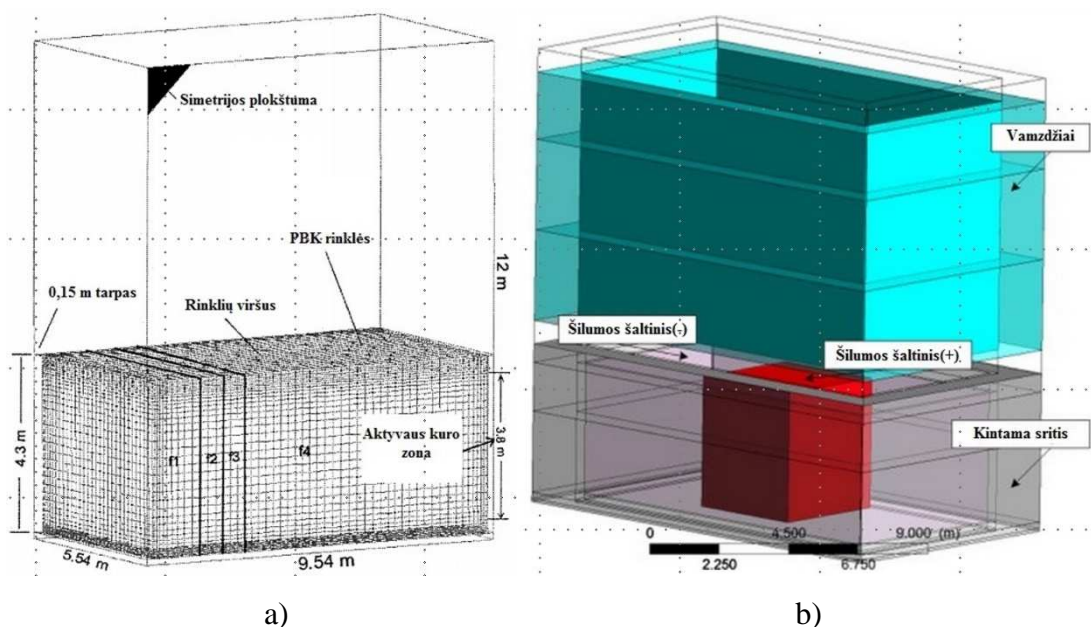 Simetrijos plokštuma
PBK rinklės
12 m
0,15 m tarpas
Rinklių viršus
4.3 m
f1
f2
f3
f4
Aktyvaus kuro
zona
3.8 m
5.54 m
9.54 m
a)
Vamzdžiai
Šilumos šaltinis(-)
Šilumos šaltinis(+)
Kintama sritis
0
4.500
9.000 (m)
2.250
6.750
b)